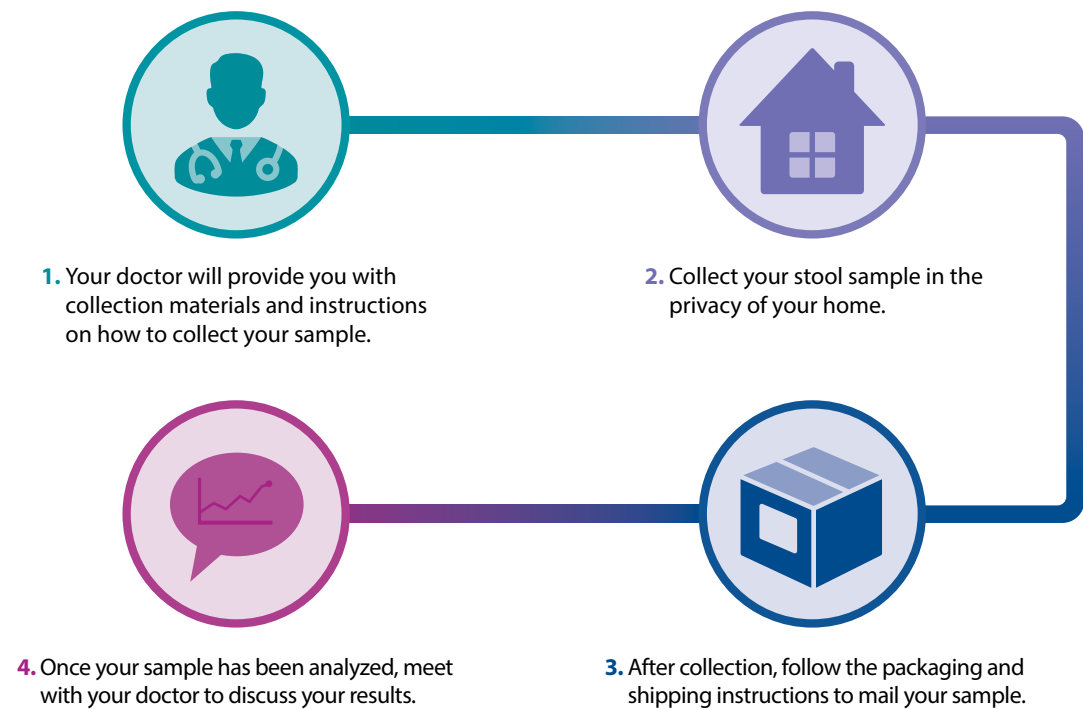 1. Your doctor will provide you with
collection materials and instructions
on how to collect your sample.
2. Collect your stool sample in the
privacy of your home.
3. After collection, follow the packaging and
shipping instructions to mail your sample.
4. Once your sample has been analyzed, meet
with your doctor to discuss your results.